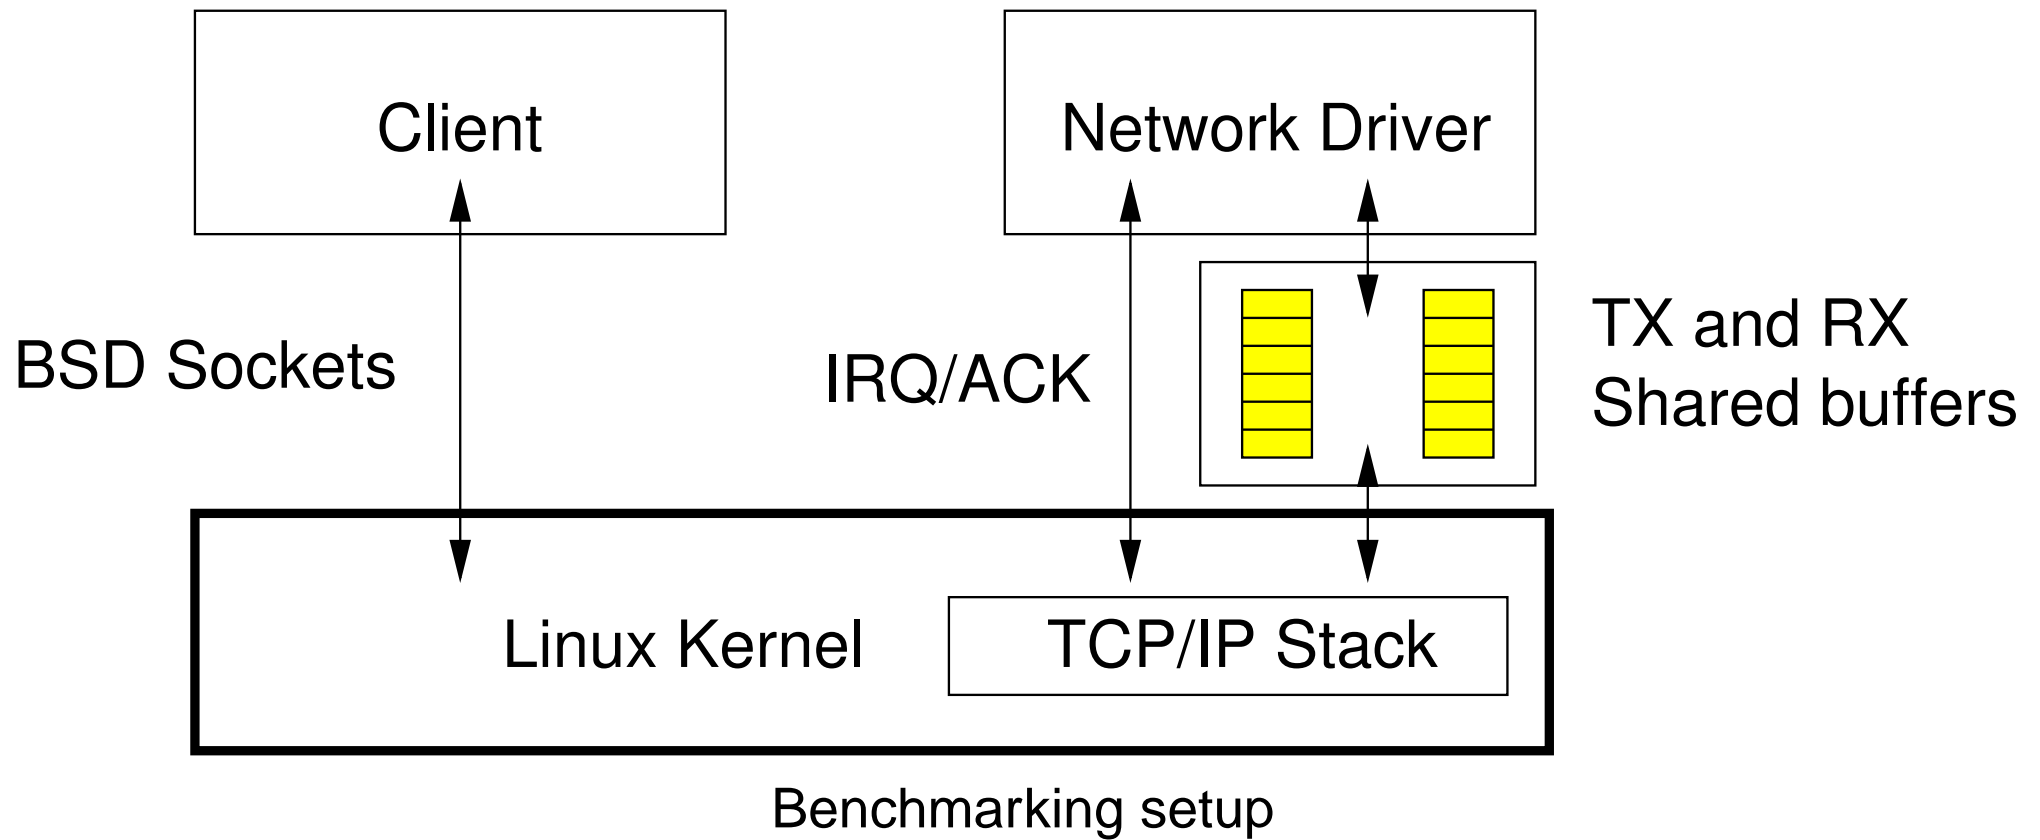 Client
Network Driver
BSD Sockets
IRQ/ACK
TX and RX
Shared buffers
Linux Kernel
TCP/IP Stack
Benchmarking setup